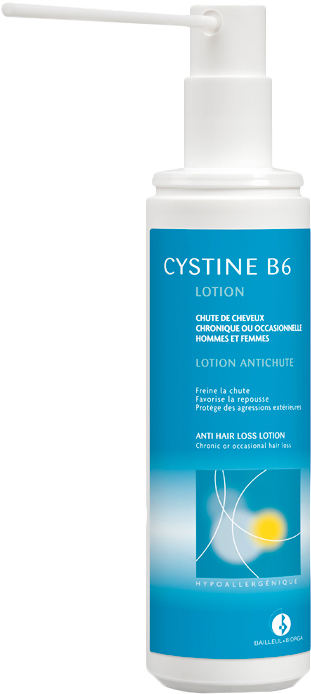 CYSTINE B6
LOTION
CHUTE DE CHEVEUX
CHRONIQUE OU OCCASIONNELLE
HOMMES ET FEMMES
LOTION ANTICHUTE
Freine la chute
Favorise la repousse
Protège des agressions extérieures
ANTI HAIR LOSS LOTION
Chronic or occasional hair loss
HYPOALLERGÉNIQUE
BAILLEUL-BIORGA